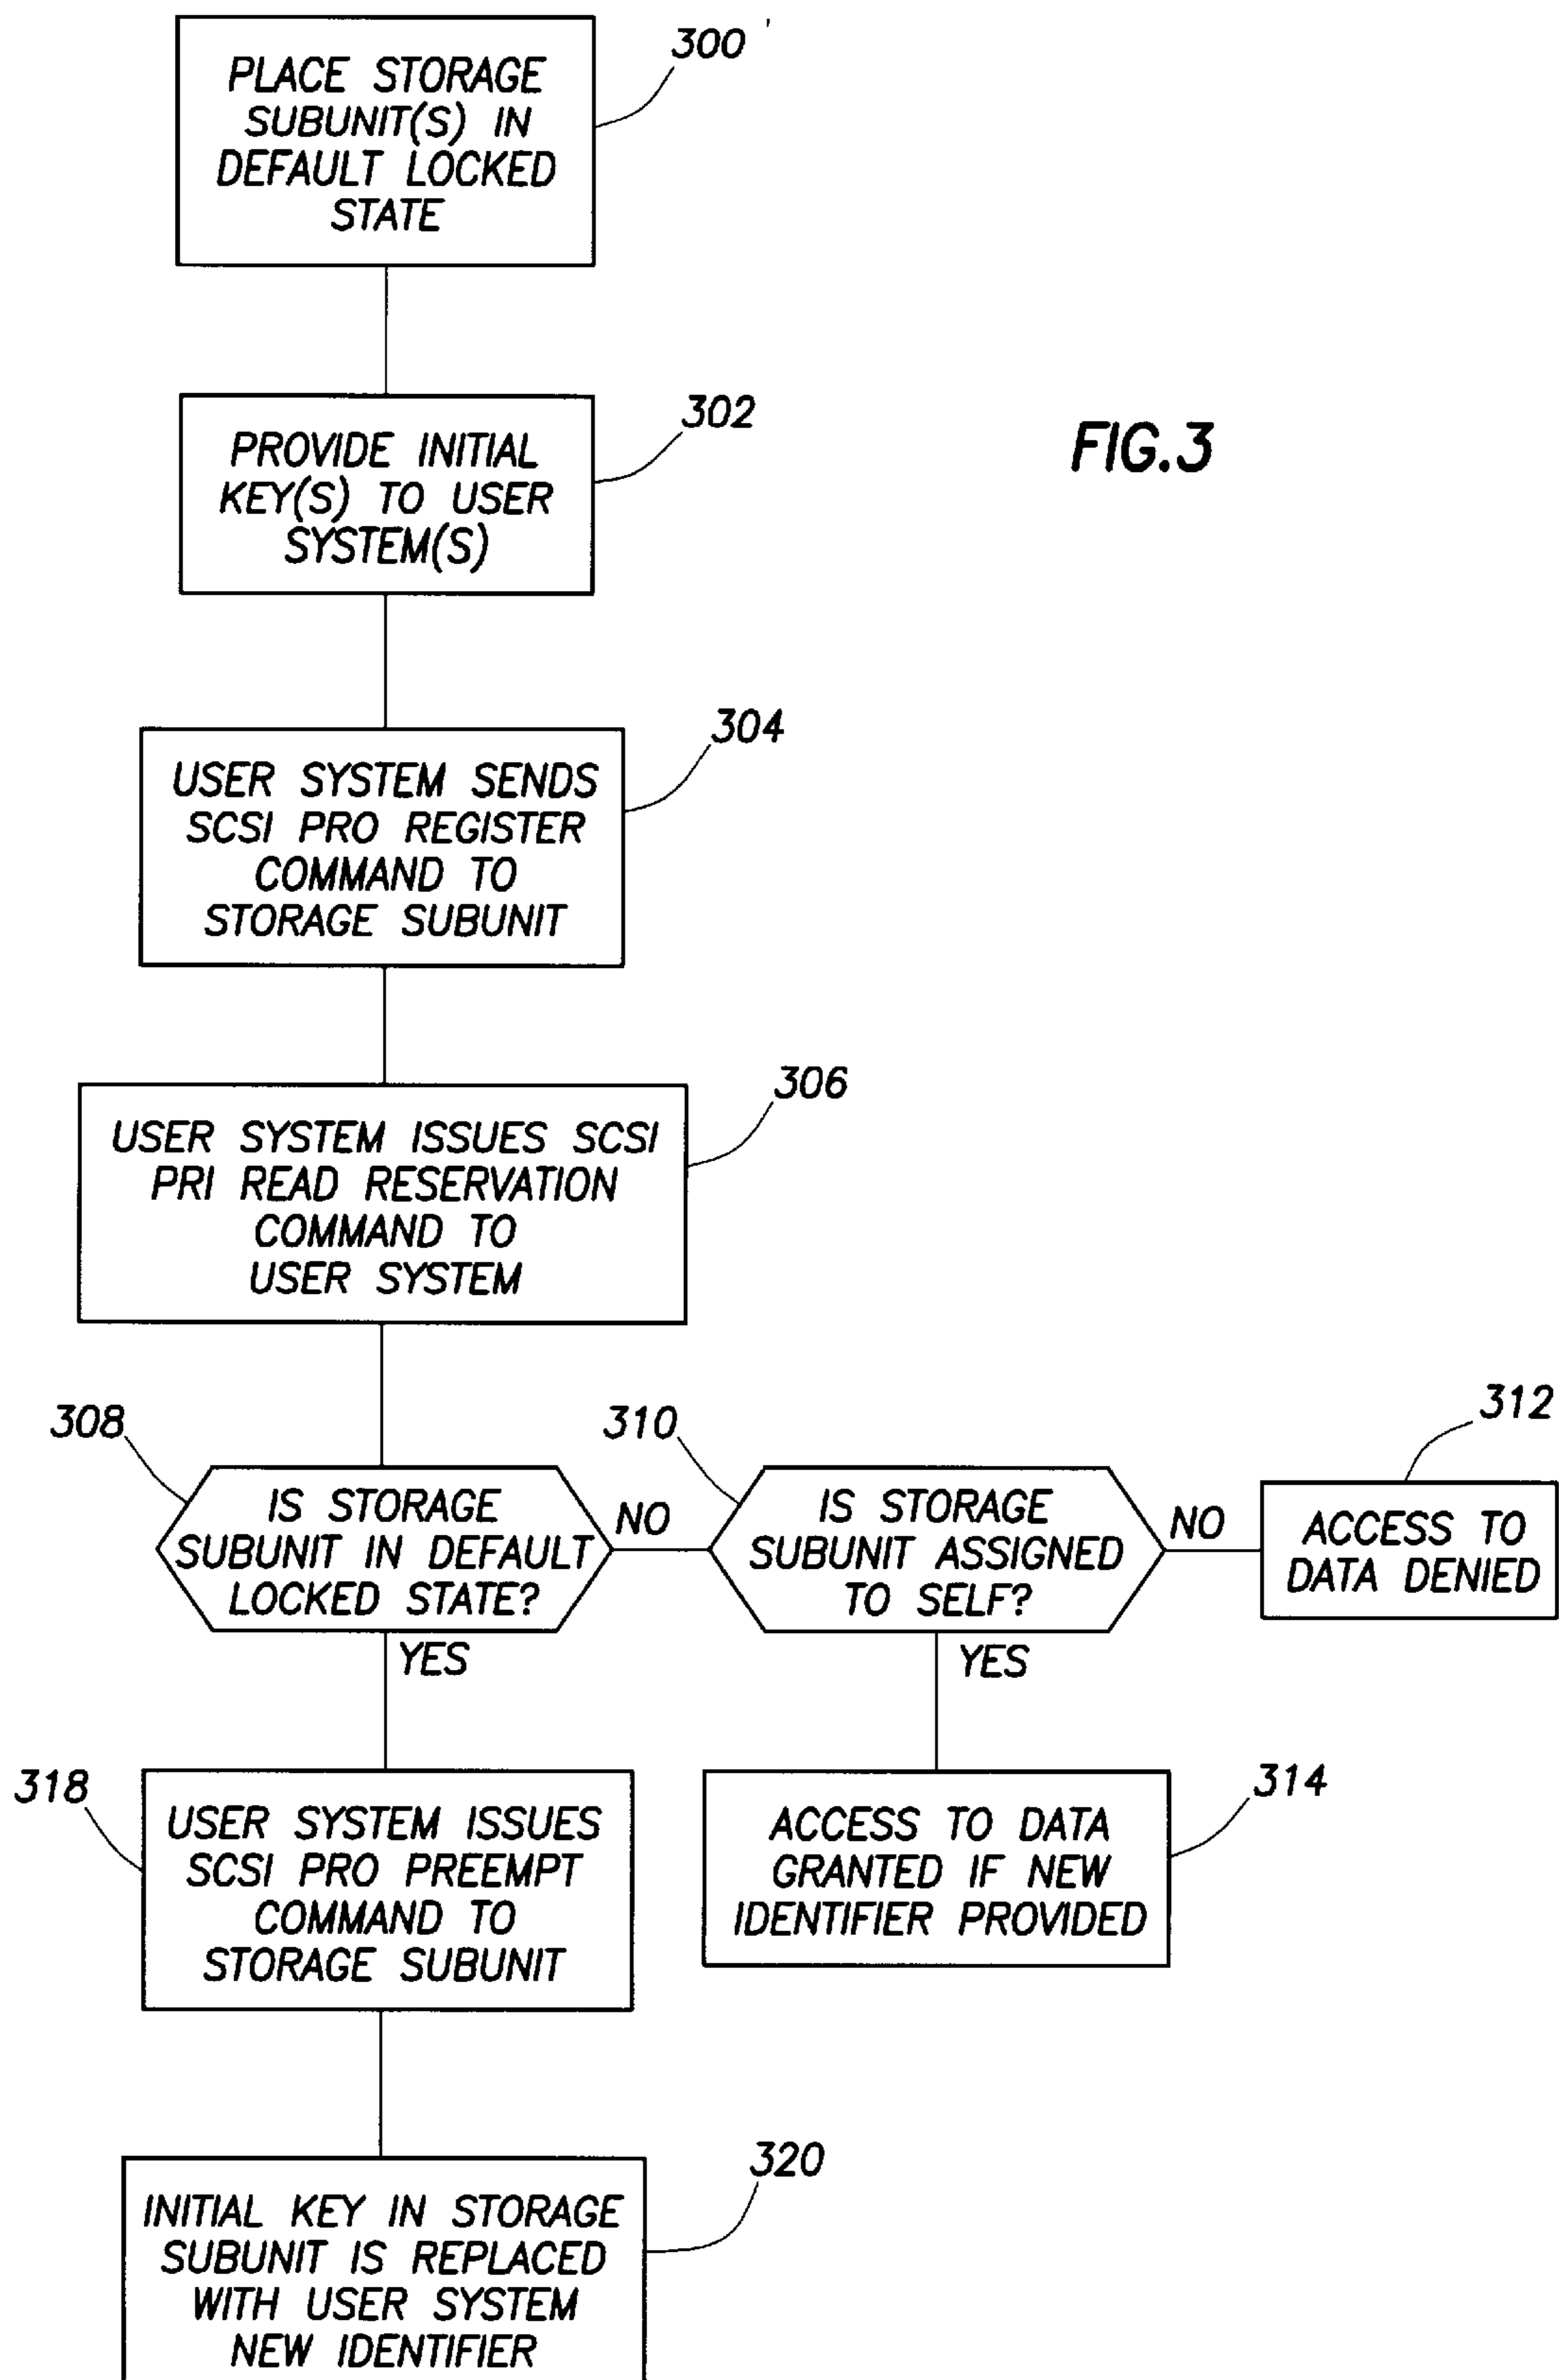 300
PLACE STORAGE
SUBUNIT(S) IN
DEFAULT LOCKED
STATE
302
PROVIDE INITIAL
KEY(S) TO USER
SYSTEM(S)
FIG.3
304
USER SYSTEM SENDS
SCSI PRO REGISTER
COMMAND TO
STORAGE SUBUNIT
306
USER SYSTEM ISSUES SCSI
PRI READ RESERVATION
COMMAND TO
USER SYSTEM
308
IS STORAGE
SUBUNIT IN DEFAULT
LOCKED STATE?
NO
YES
310
IS STORAGE
SUBUNIT ASSIGNED
TO SELF?
NO
YES
312
ACCESS TO
DATA DENIED
318
USER SYSTEM ISSUES
SCSI PRO PREEMPT
COMMAND TO
STORAGE SUBUNIT
314
ACCESS TO DATA
GRANTED IF NEW
IDENTIFIER PROVIDED
320
INITIAL KEY IN STORAGE
SUBUNIT IS REPLACED
WITH USER SYSTEM
NEW IDENTIFIER